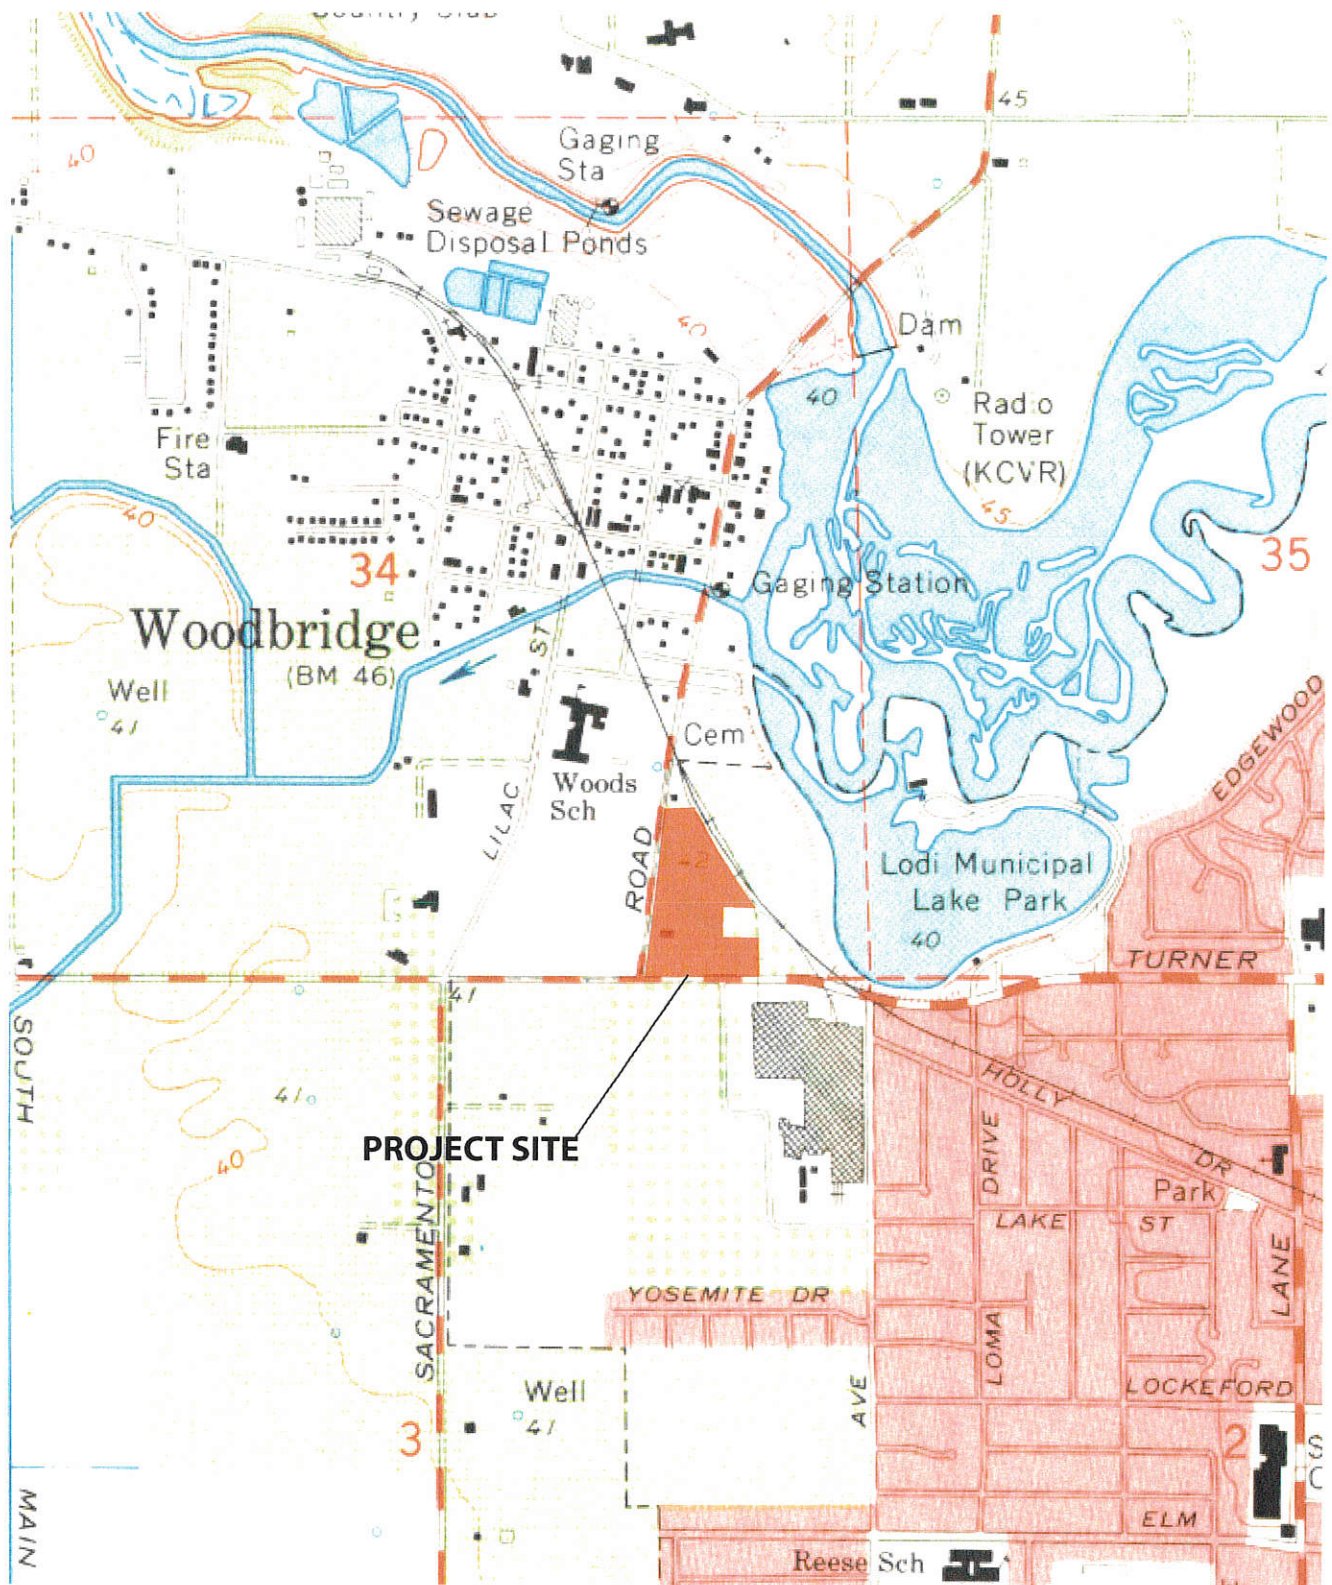 Country Club
45
Gaging
Sta
40
Sewage
Disposal Ponds
40
Dam
40
Radio
Tower
(KCVR)
Fire
Sta
45
40
34
35
Gaging Station
Woodbridge
(BM 46)
ST
Well
41
Cem
EDGEWOOD
Woods
Sch
LILAC
ROAD
42
Lodi Municipal
Lake Park
40
TURNER
41
SOUTH
HOLLY
41
PROJECT SITE
40
DRIVE
DR
Park
SACRAMENTO
LAKE ST
LANE
YOSEMITE DR
LOMA
LOCKEFORD
Well
41
AVE
3
2
S
C
MAIN
ELM
Reese Sch